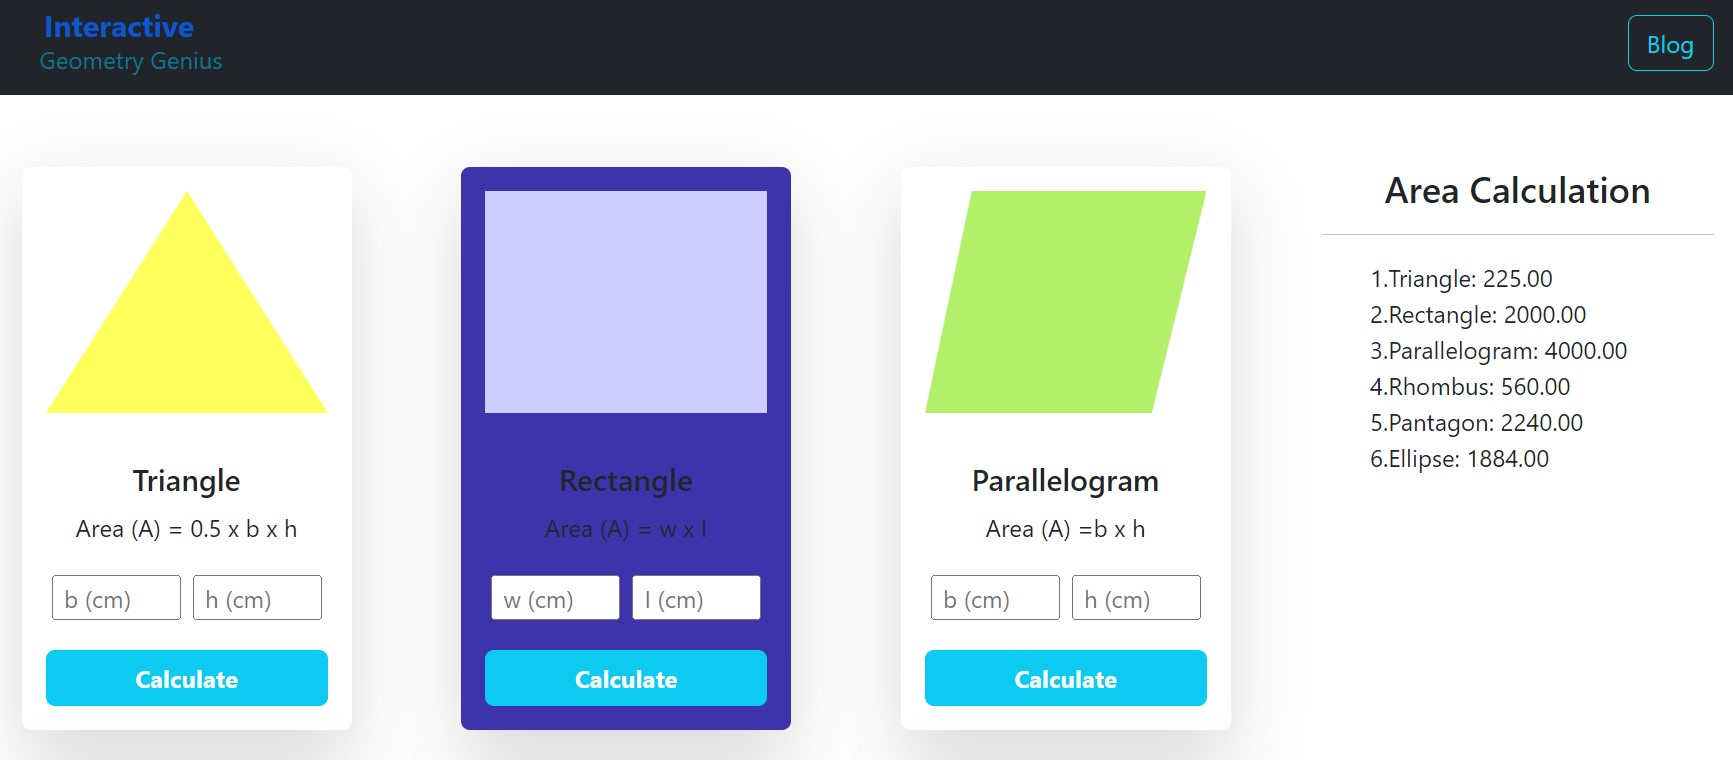 Interactive
Geometry Genius
Blog
Triangle
Area (A) = 0.5 x b x h
b (cm) h (cm)
Calculate
Rectangle
Area (A) = w x l
w (cm) l (cm)
Calculate
Parallelogram
Area (A) =b x h
b (cm) h (cm)
Calculate
Area Calculation
1.Triangle: 225.00
2.Rectangle: 2000.00
3.Parallelogram: 4000.00
4.Rhombus: 560.00
5.Pantagon: 2240.00
6.Ellipse: 1884.00